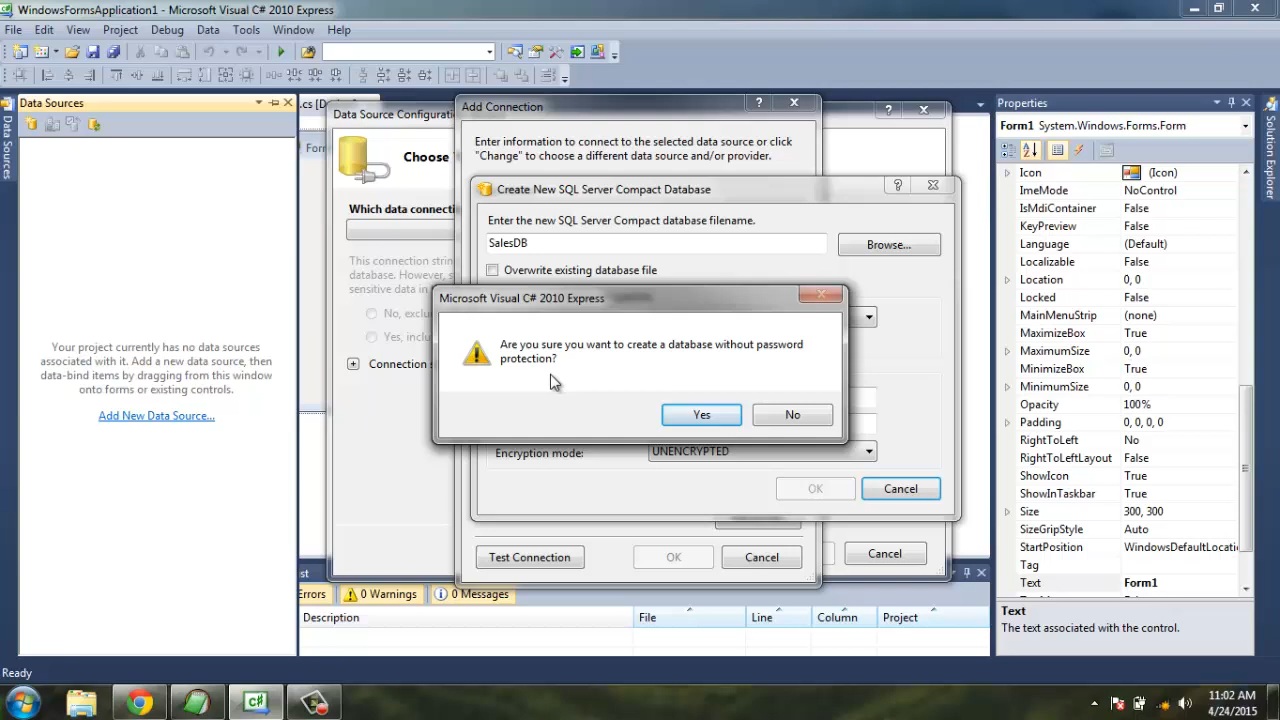 WindowsFormsApplication1 - Microsoft Visual C# 2010 Express
File Edit View Project Debug Data Tools Window Help
Data Sources
Data Sources
Your project currently has no data sources
associated with it. Add a new data source, then
data-bind items by dragging from this window
onto forms or existing controls.
Add New Data Source...
.cs [D
Form
Data Source Configurati
Choose
Which data connecti
This connection strin
database. However, s
sensitive data in
No, exclu
Yes, inclu
Connection s
Cancel
Add Connection
Enter information to connect to the selected data source or click
"Change" to choose a different data source and/or provider.
Test Connection
OK
Cancel
Create New SQL Server Compact Database
Enter the new SQL Server Compact database filename.
SalesDB
Browse...
Overwrite existing database file
Encryption mode:
UNENCRYPTED
OK
Cancel
Microsoft Visual C# 2010 Express
Are you sure you want to create a database without password
protection?
Yes
No
st
Errors
0 Warnings
0 Messages
Description File Line Column Project
Properties
Form1 System.Windows.Forms.Form
Icon (Icon)
ImeMode NoControl
IsMdiContainer False
KeyPreview False
Language (Default)
Localizable False
Location 0, 0
Locked False
MainMenuStrip (none)
MaximizeBox True
MaximumSize 0, 0
MinimizeBox True
MinimumSize 0, 0
Opacity 100%
Padding 0, 0, 0, 0
RightToLeft No
RightToLeftLayout False
ShowIcon True
ShowInTaskbar True
Size 300, 300
SizeGripStyle Auto
StartPosition WindowsDefaultLocati
Tag
Text Form1
Text
The text associated with the control.
Solution Explorer
Ready
11:02 AM
4/24/2015